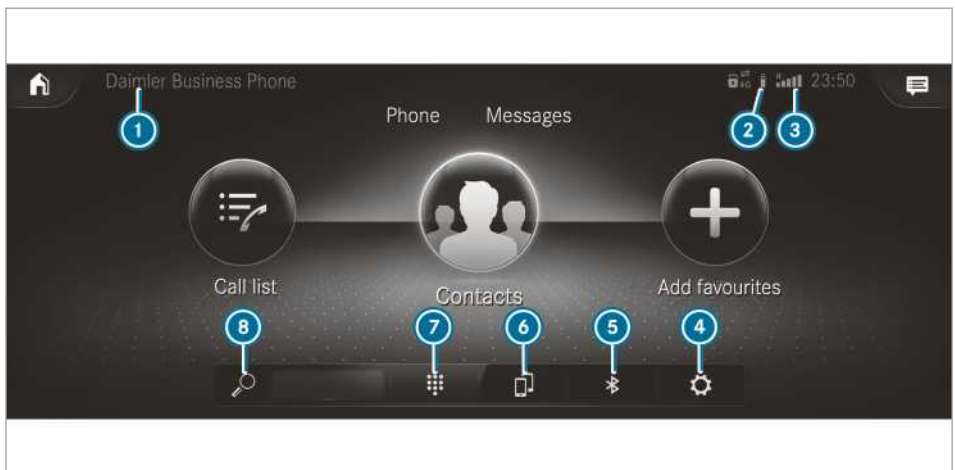 Daimler Business Phone 4G R 23:50
1 2 3
Phone Messages
Call list Contacts Add favourites
8 7 6 5 4